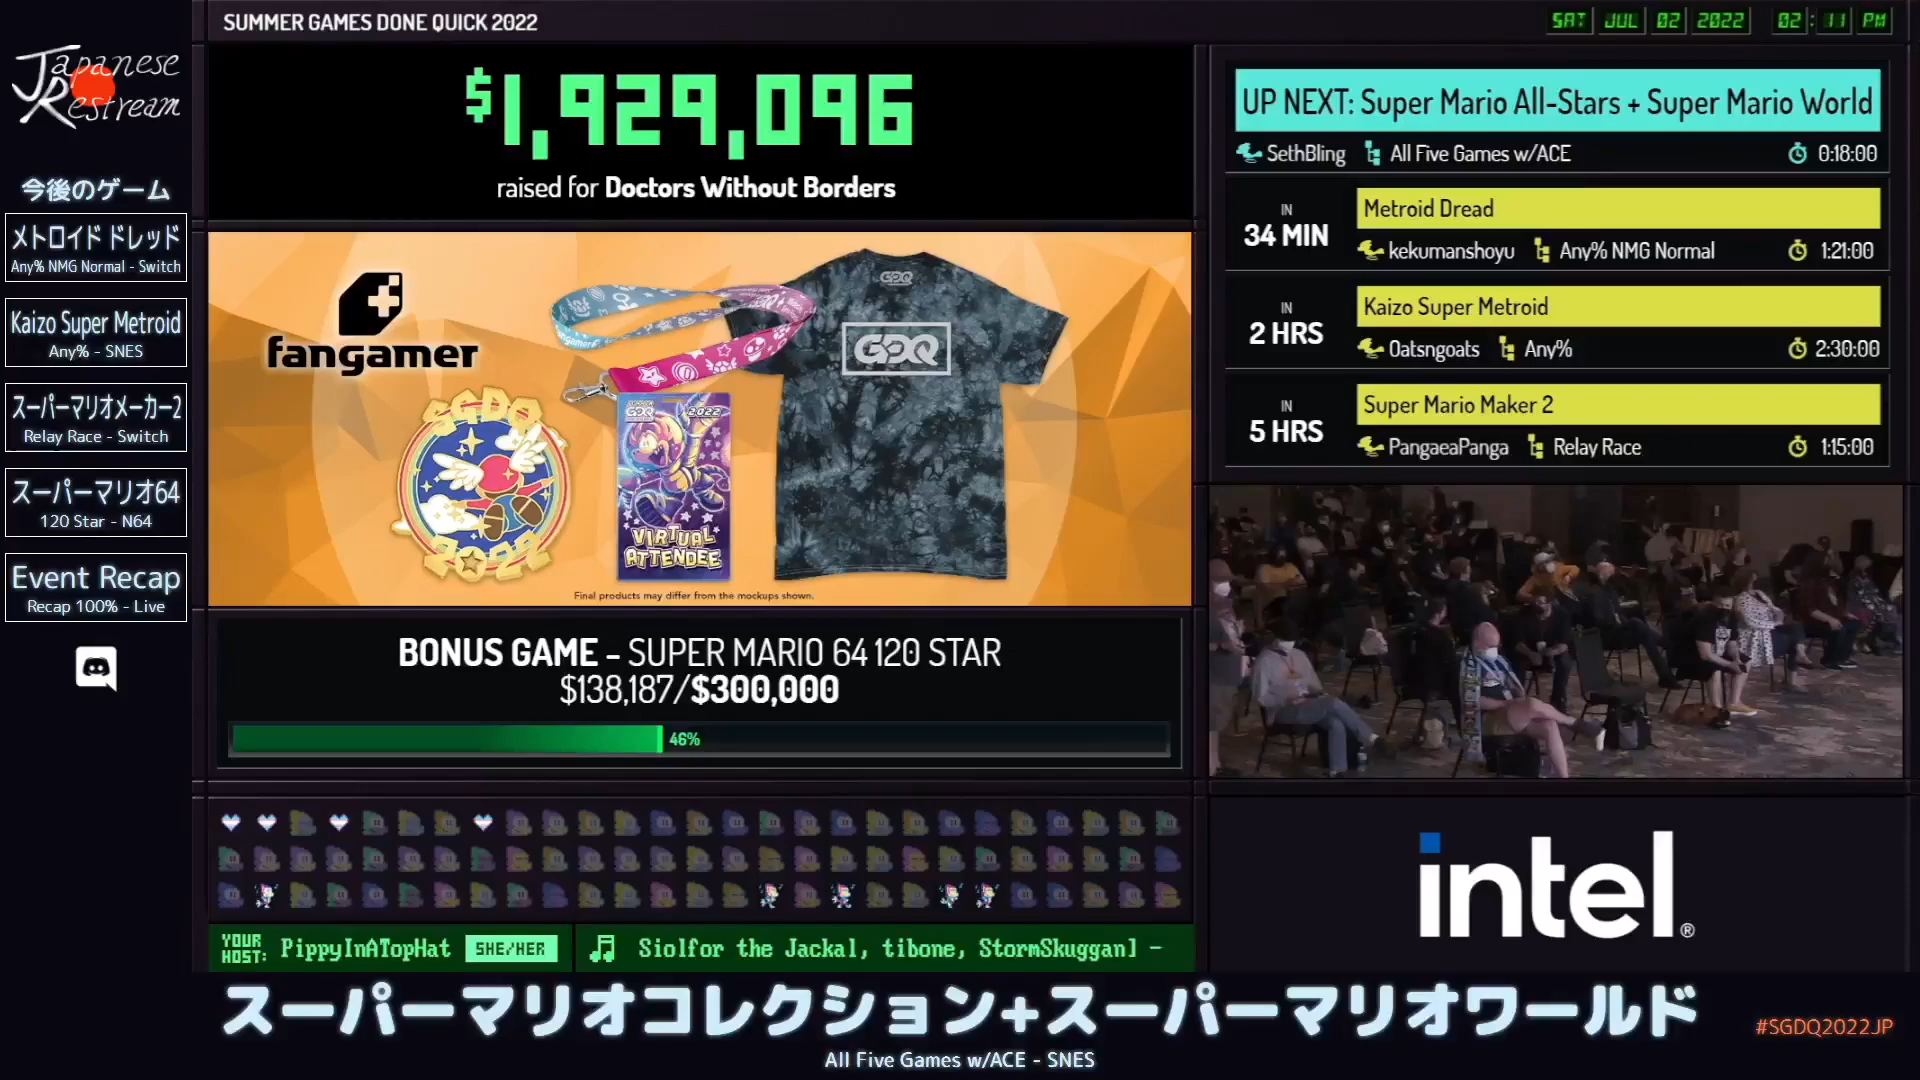 SUMMER GAMES DONE QUICK 2022
SAT JUL 02 2022 02:11 PM
Japanese
Restream
今後のゲーム
メトロイド ドレッド
Any% NMG Normal - Switch
Kaizo Super Metroid
Any% - SNES
スーパーマリオメーカー2
Relay Race - Switch
スーパーマリオ64
120 Star - N64
Event Recap
Recap 100% - Live
$1,929,096
raised for Doctors Without Borders
fangamer
GDQ
GDQ
SGDQ
2022
GDQ
2022
VIRTUAL
ATTENDEE
Final products may differ from the mockups shown.
BONUS GAME - SUPER MARIO 64 120 STAR
$138,187/$300,000
46%
UP NEXT: Super Mario All-Stars + Super Mario World
SethBling All Five Games w/ACE 0:18:00
IN
34 MIN
Metroid Dread
kekumanshoyu Any% NMG Normal 1:21:00
IN
2 HRS
Kaizo Super Metroid
Oatsngoats Any% 2:30:00
IN
5 HRS
Super Mario Maker 2
PangaeaPanga Relay Race 1:15:00
intel®
YOUR
HOST: PippyInATopHat SHE/HER
Siolfor the Jackal, tibone, StormSkuggan] -
スーパーマリオコレクション+スーパーマリオワールド
All Five Games w/ACE - SNES
#SGDQ2022JP